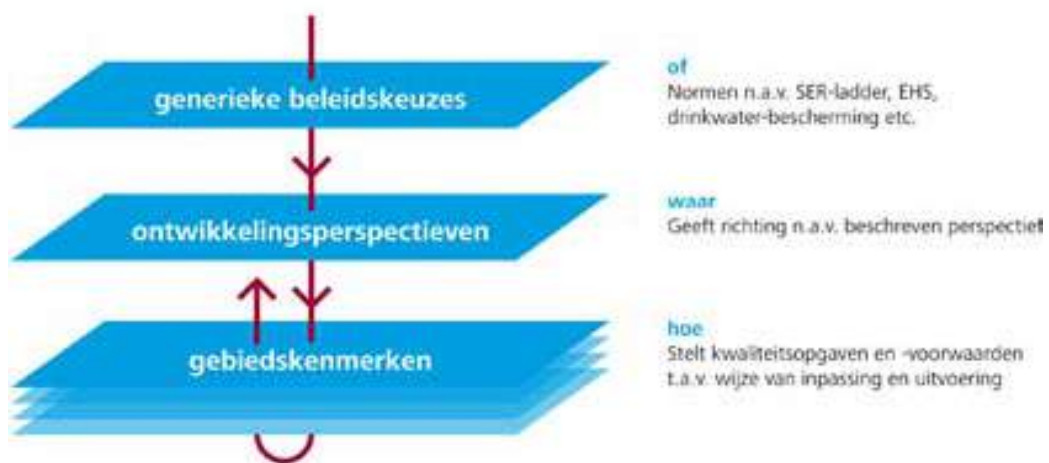 generieke beleidskeuzes
of
Normen n.a.v. SER-ladder, EHS,
drinkwater-bescherming etc.
ontwikkelingsperspectieven
waar
Geeft richting n.a.v. beschreven perspectief
gebiedskenmerken
hoe
Stelt kwaliteitsopgaven en -voorwaarden
t.a.v. wijze van inpassing en uitvoering